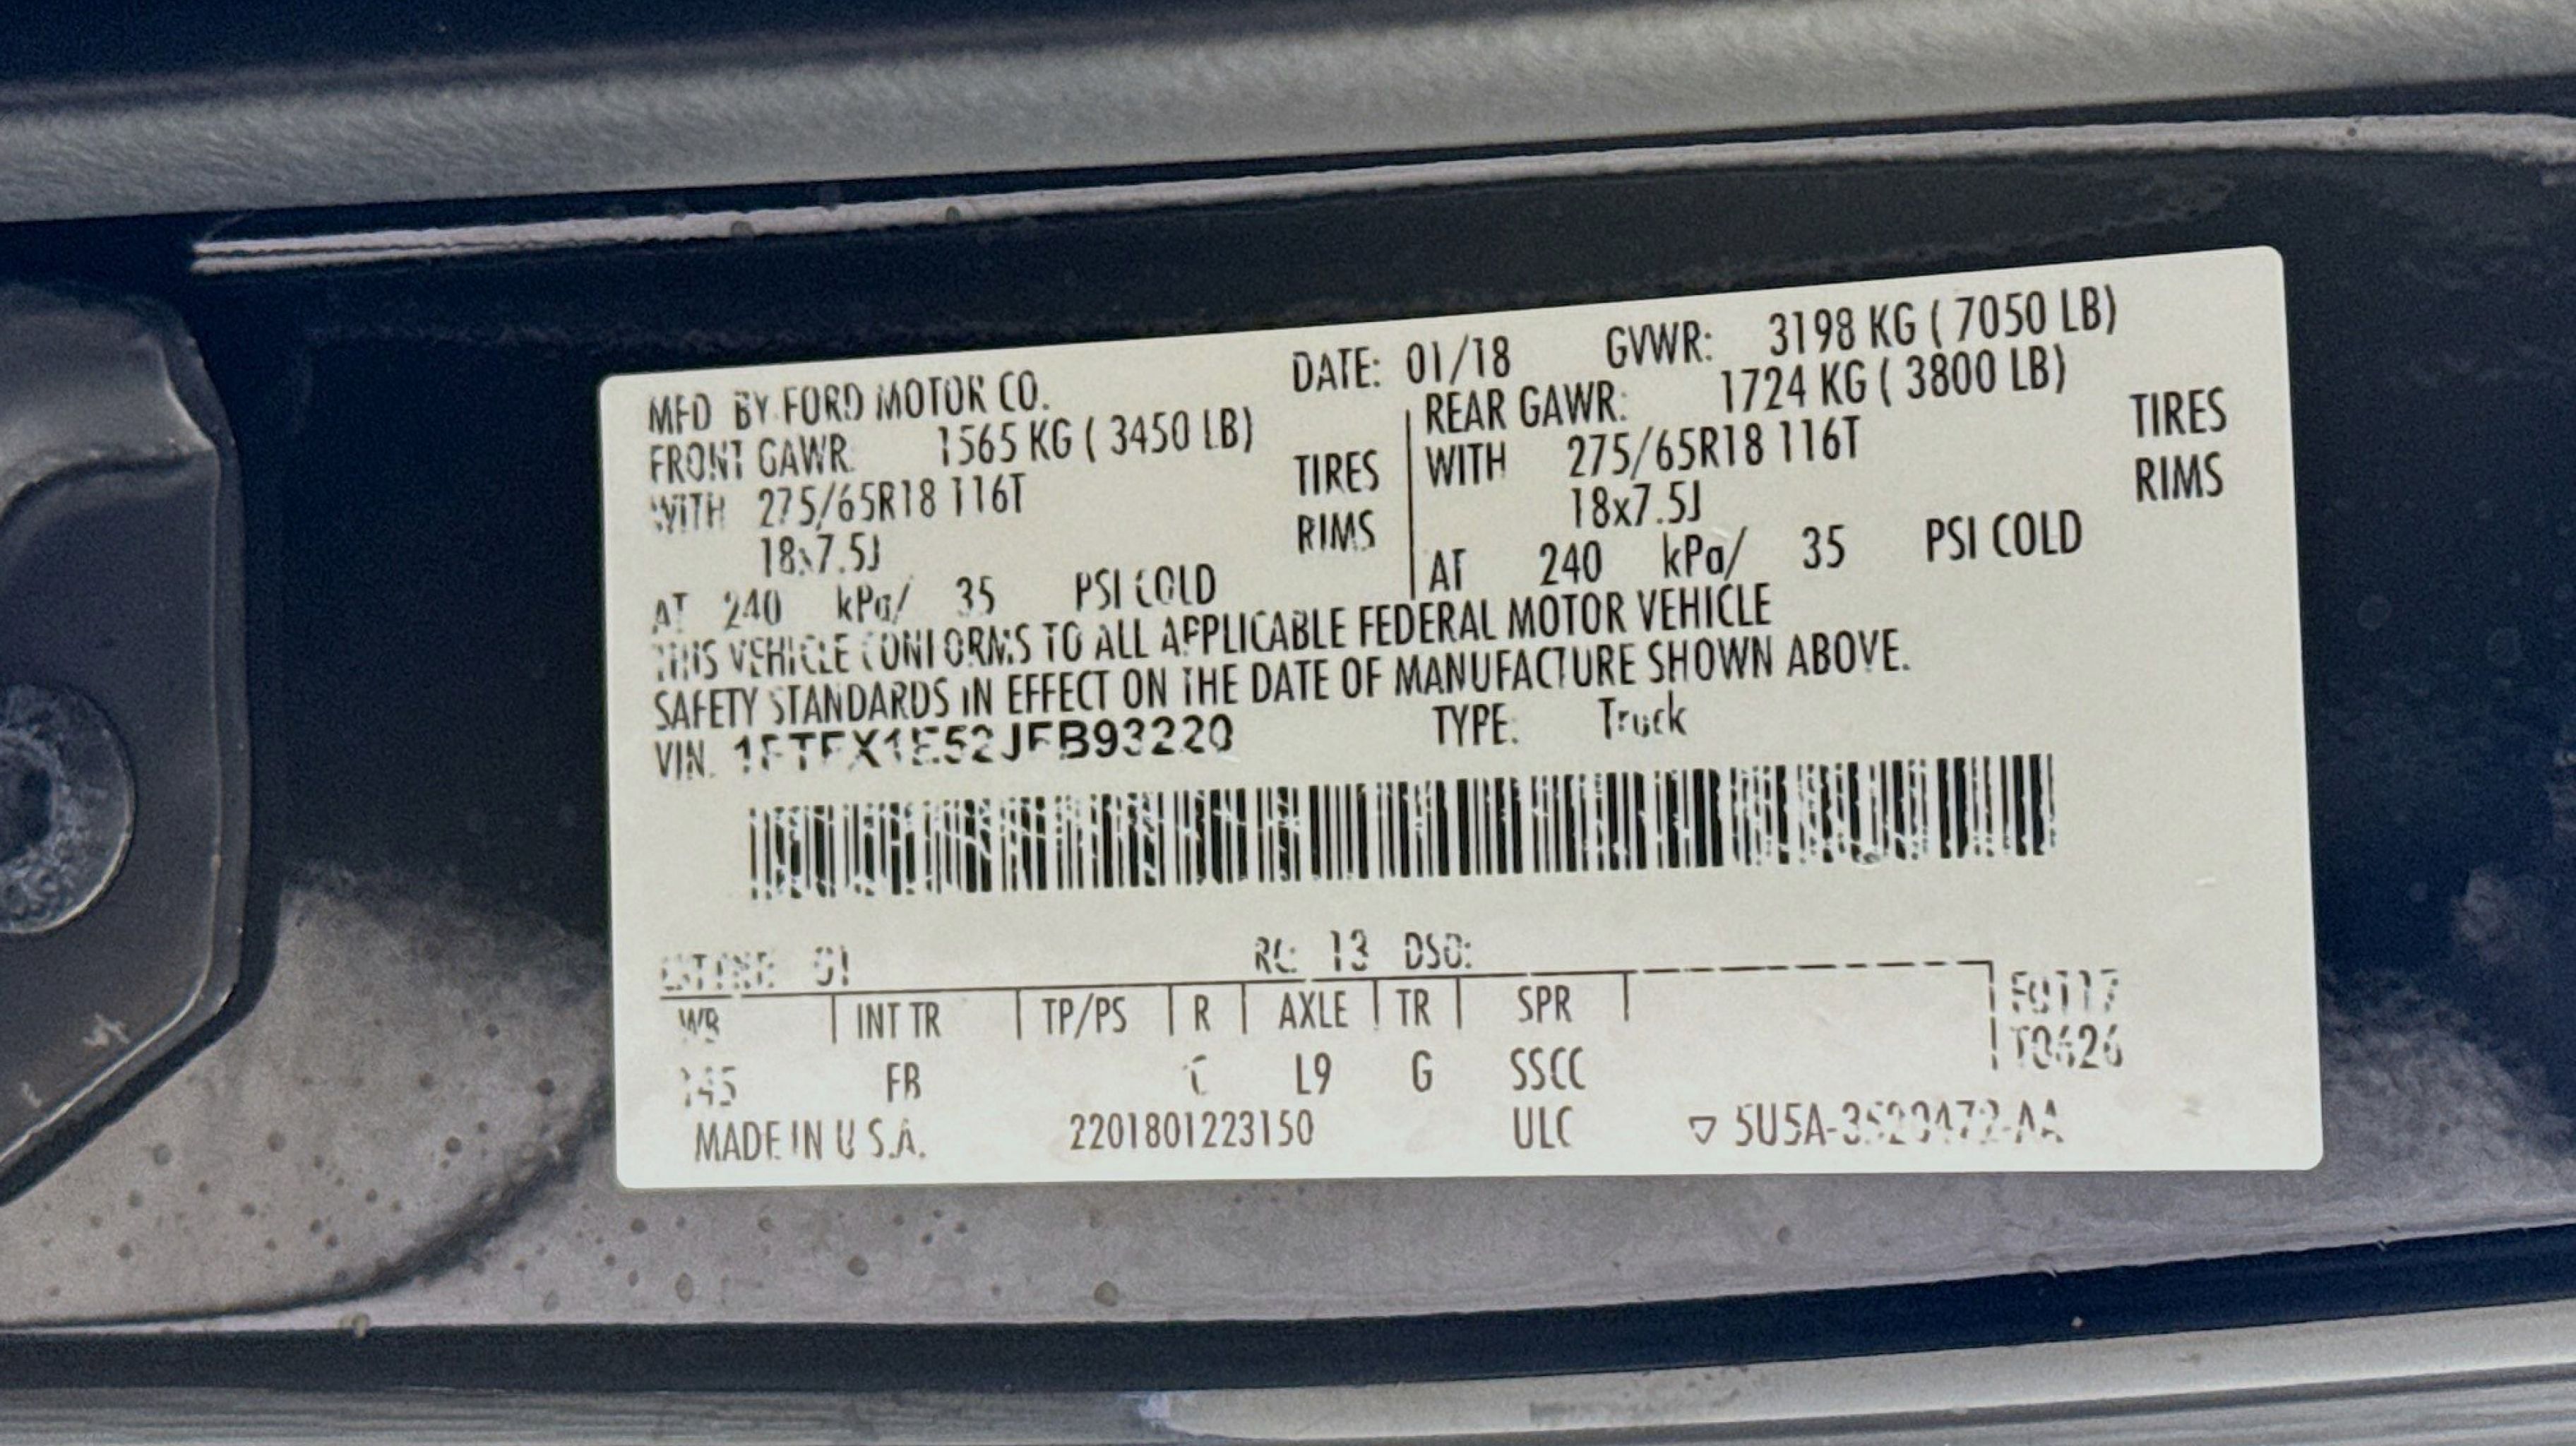 MFD BY FORD MOTOR CO. DATE: 01/18 GVWR: 3198 KG ( 7050 LB)
FRONT GAWR: 1565 KG ( 3450 LB) REAR GAWR: 1724 KG ( 3800 LB)
WITH 275/65R18 116T TIRES WITH 275/65R18 116T TIRES
18x7.5J RIMS 18x7.5J RIMS
AT 240 kPa/ 35 PSI COLD AT 240 kPa/ 35 PSI COLD
THIS VEHICLE CONFORMS TO ALL APPLICABLE FEDERAL MOTOR VEHICLE
SAFETY STANDARDS IN EFFECT ON THE DATE OF MANUFACTURE SHOWN ABOVE.
VIN: 1FTFX1E52JFB93220 TYPE: Truck
RC: 13 DSO:
WB INT TR TP/PS R AXLE TR SPR
145 FB C L9 G SSCC
T0626
MADE IN U.S.A. 2201801223150 ULC ▽ 5U5A-3520472-AA